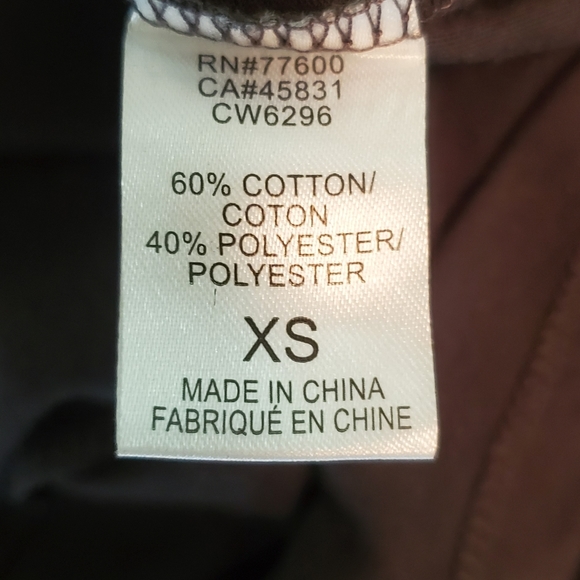 RN#77600
CA#45831
CW6296
60% COTTON/
COTON
40% POLYESTER/
POLYESTER
XS
MADE IN CHINA
FABRIQUÉ EN CHINE